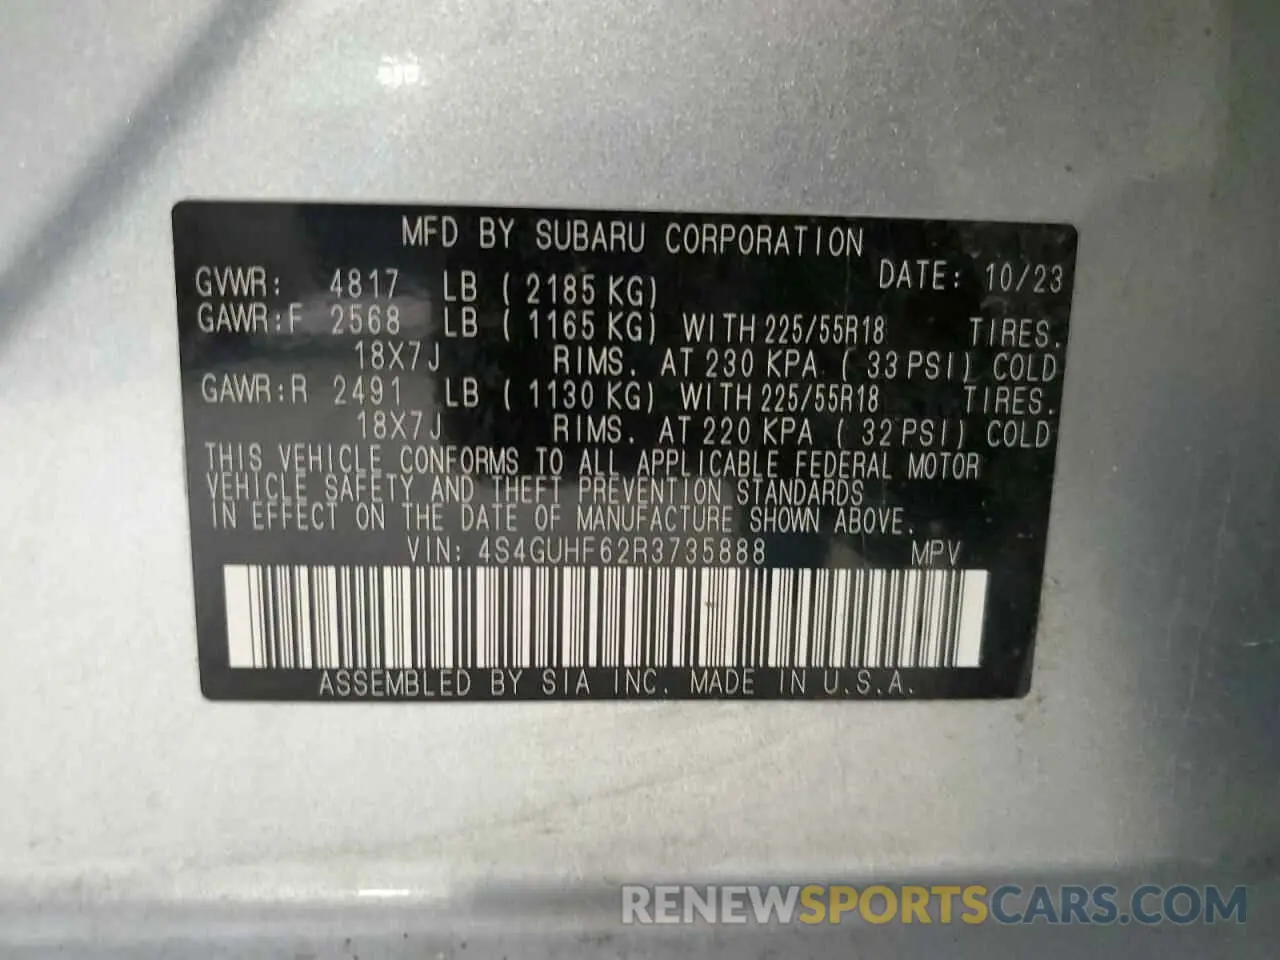 MFD BY SUBARU CORPORATION
DATE: 10/23
GVWR: 4817 LB ( 2185 KG)
GAWR:F 2568 LB ( 1165 KG) WITH 225/55R18 TIRES.
18X7J RIMS. AT 230 KPA ( 33 PSI) COLD
GAWR:R 2491 LB ( 1130 KG) WITH 225/55R18 TIRES.
18X7J RIMS. AT 220 KPA ( 32 PSI) COLD
THIS VEHICLE CONFORMS TO ALL APPLICABLE FEDERAL MOTOR
VEHICLE SAFETY AND THEFT PREVENTION STANDARDS
IN EFFECT ON THE DATE OF MANUFACTURE SHOWN ABOVE.
VIN: 4S4GUHF62R3735888 MPV
ASSEMBLED BY SIA INC. MADE IN U.S.A.
RENEWSPORTSCARS.COM